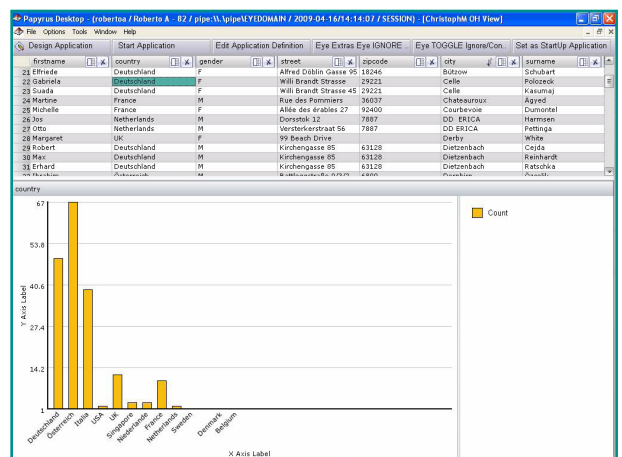 Papyrus Desktop - (robertoa / Roberto A - 82 / pipe:\\.\pipe\EYEDOMAIN / 2009-04-16/14:14:07 / SESSION) - [ChristophM OH View]
File Options Tools Window Help
Design Application Start Application Edit Application Definition Eye Extras Eye IGNORE ... Eye TOGGLE Ignore/Con.. Set as StartUp Application
firstname country gender street zipcode city surname
21 Elfriede Deutschland F Alfred Döblin Gasse 95 18246 Bützow Schubart
22 Gabriela Deutschland F Willi Brandt Strasse 29221 Celle Polozeck
23 Suada Deutschland F Willi Brandt Strasse 45 29221 Celle Kasumaj
24 Martine France M Rue des Pommiers 36037 Chateauroux Ágyed
25 Michelle France F Allée des érables 27 92400 Courbevoie Dumontel
26 Jos Netherlands M Dorsstok 12 7887 DD ERICA Harmsen
27 Otto Netherlands M Versterkerstraat 56 7887 DD ERICA Pettinga
28 Margaret UK F 99 Beach Drive Derby White
29 Robert Deutschland M Kirchengasse 85 63128 Dietzenbach Cejda
30 Max Deutschland M Kirchengasse 85 63128 Dietzenbach Reinhardt
31 Erhard Deutschland M Kirchengasse 85 63128 Dietzenbach Ratschka
country
67
53.8
40.6
27.4
14.2
1
Y Axis Label
Count
Deutschland Österreich Italia USA UK Singapore Niederlande France Netherlands Sweden Denmark Belgium
X Axis Label